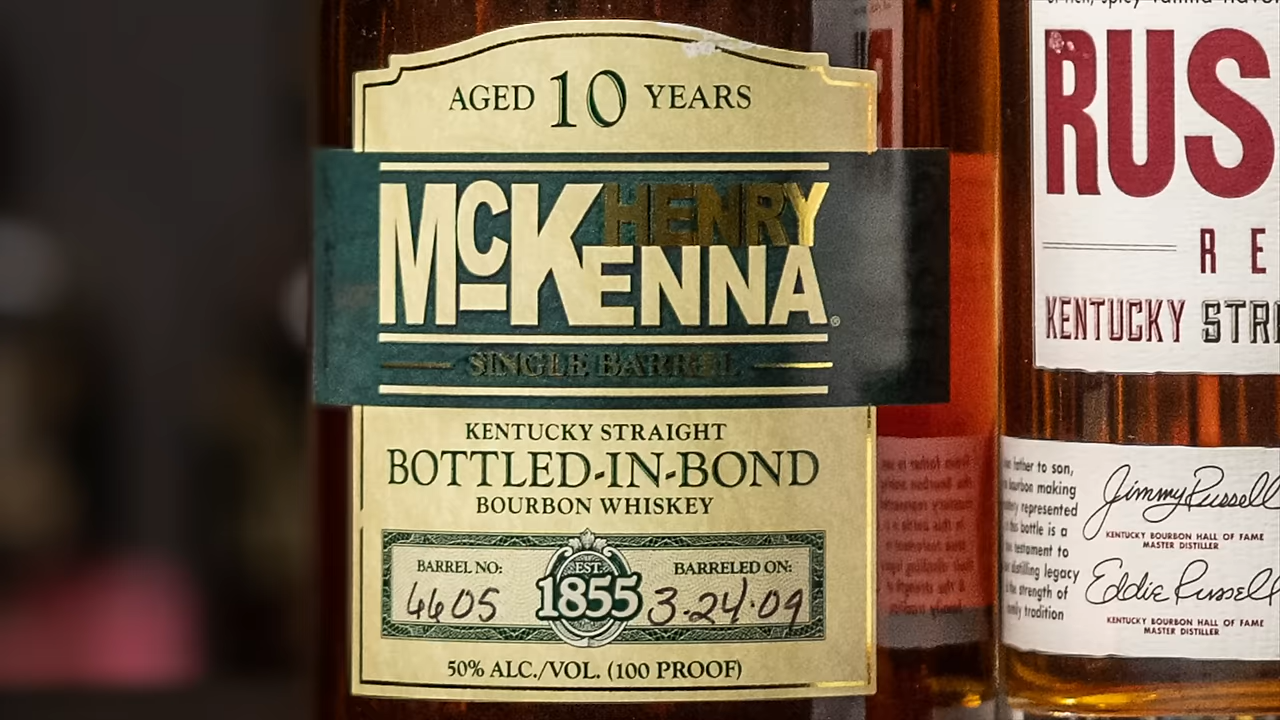 AGED 10 YEARS
HENRY
McKENNA®
SINGLE BARREL
KENTUCKY STRAIGHT
BOTTLED-IN-BOND
BOURBON WHISKEY
BARREL NO:
4605
EST.
1855
BARRELED ON:
3·24·09
50% ALC./VOL. (100 PROOF)
RUS
RE
KENTUCKY STR
father to son,
bourbon making
represented
this bottle is a
testament to
distilling legacy
strength of
tradition
Jimmy Russell
KENTUCKY BOURBON HALL OF FAME
MASTER DISTILLER
Eddie Russell
KENTUCKY BOURBON HALL OF FAME
MASTER DISTILLER